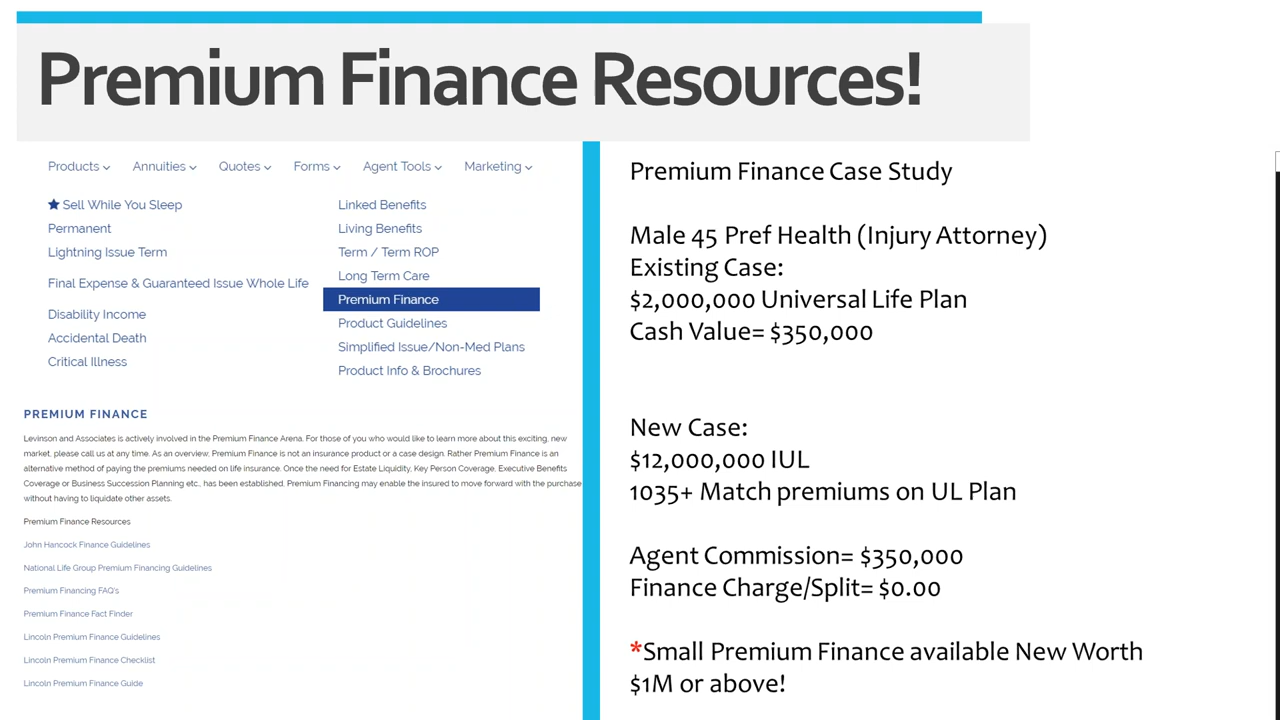 Premium Finance Resources!
Products
Annuities
Quotes
Forms
Agent Tools
Marketing
Sell While You Sleep
Permanent
Lightning Issue Term
Final Expense & Guaranteed Issue Whole Life
Disability Income
Accidental Death
Critical Illness
Linked Benefits
Living Benefits
Term / Term ROP
Long Term Care
Premium Finance
Product Guidelines
Simplified Issue/Non-Med Plans
Product Info & Brochures
PREMIUM FINANCE
Levinson and Associates is actively involved in the Premium Finance Arena. For those of you who would like to learn more about this exciting, new
market, please call us at any time. As an overview, Premium Finance is not an insurance product or a case design. Rather Premium Finance is an
alternative method of paying the premiums needed on life insurance. Once the need for Estate Liquidity, Key Person Coverage, Executive Benefits
Coverage or Business Succession Planning etc., has been established, Premium Financing may enable the insured to move forward with the purchase
without having to liquidate other assets.
Premium Finance Resources
John Hancock Finance Guidelines
National Life Group Premium Financing Guidelines
Premium Financing FAQ's
Premium Finance Fact Finder
Lincoln Premium Finance Guidelines
Lincoln Premium Finance Checklist
Lincoln Premium Finance Guide
Premium Finance Case Study
Male 45 Pref Health (Injury Attorney)
Existing Case:
$2,000,000 Universal Life Plan
Cash Value= $350,000
New Case:
$12,000,000 IUL
1035+ Match premiums on UL Plan
Agent Commission= $350,000
Finance Charge/Split= $0.00
*Small Premium Finance available New Worth
$1M or above!